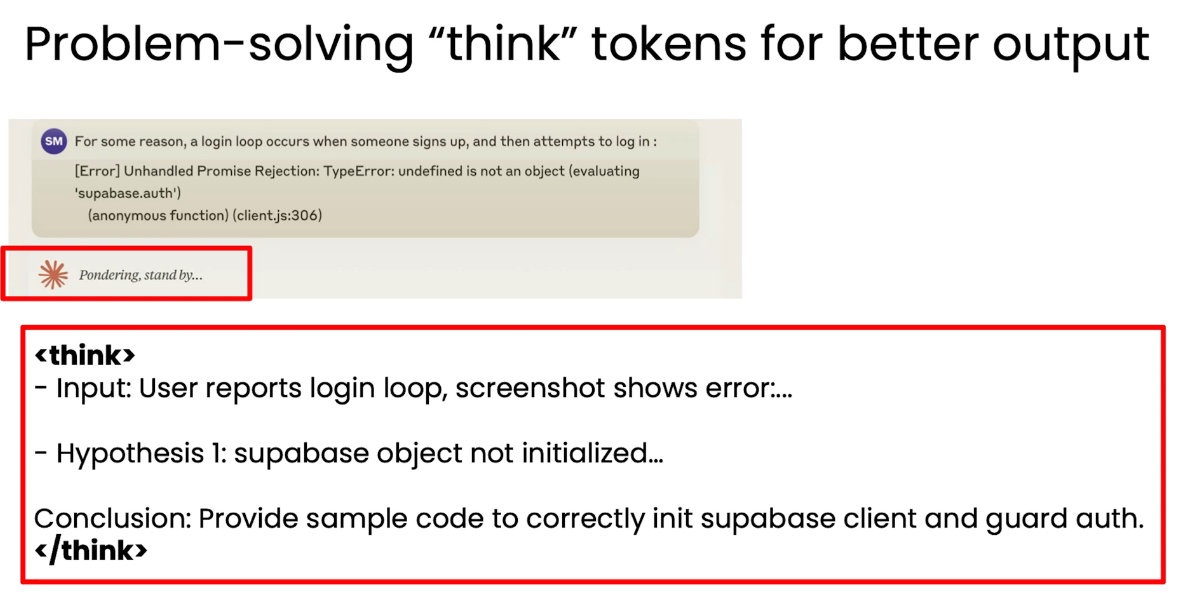 Problem-solving “think” tokens for better output
SM
For some reason, a login loop occurs when someone signs up, and then attempts to log in :
[Error] Unhandled Promise Rejection: TypeError: undefined is not an object (evaluating
'supabase.auth')
(anonymous function) (client.js:306)
Pondering, stand by...
<think>
- Input: User reports login loop, screenshot shows error:...
- Hypothesis 1: supabase object not initialized...
Conclusion: Provide sample code to correctly init supabase client and guard auth.
</think>